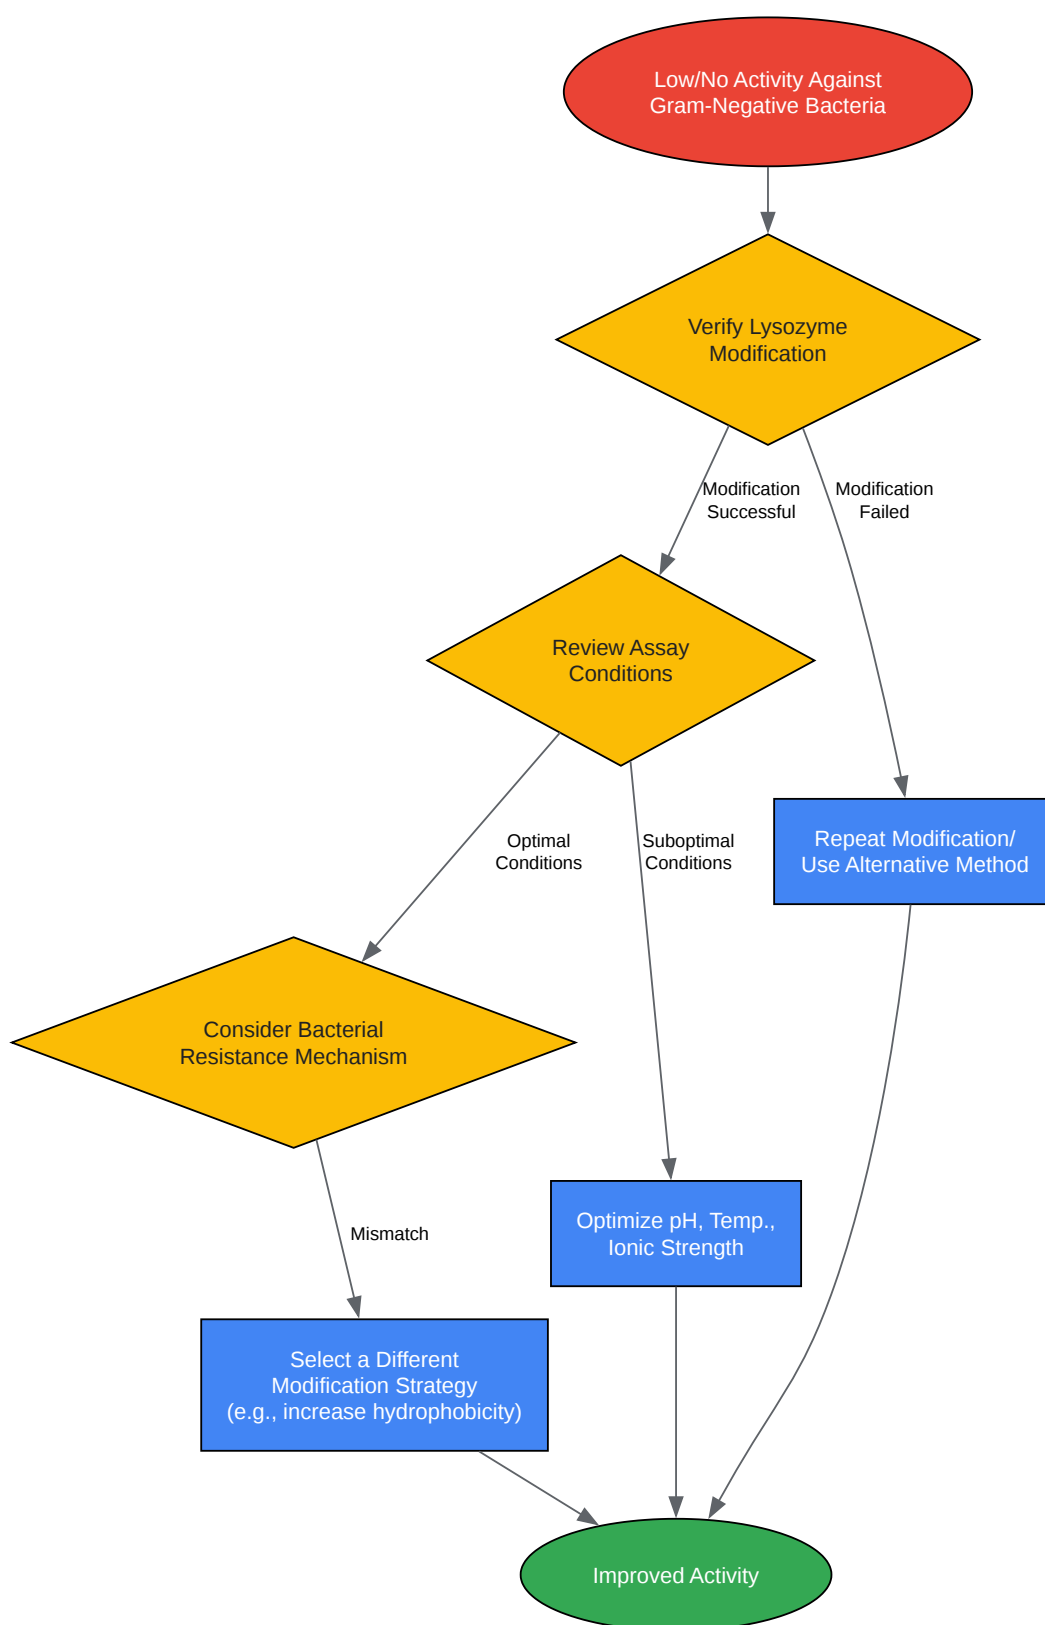 Low/No Activity Against
Gram-Negative Bacteria
Verify Lysozyme
Modification
Modification
Successful
Modification
Failed
Review Assay
Conditions
Repeat Modification/
Use Alternative Method
Optimal
Conditions
Suboptimal
Conditions
Consider Bacterial
Resistance Mechanism
Mismatch
Optimize pH, Temp.,
Ionic Strength
Select a Different
Modification Strategy
(e.g., increase hydrophobicity)
Improved Activity